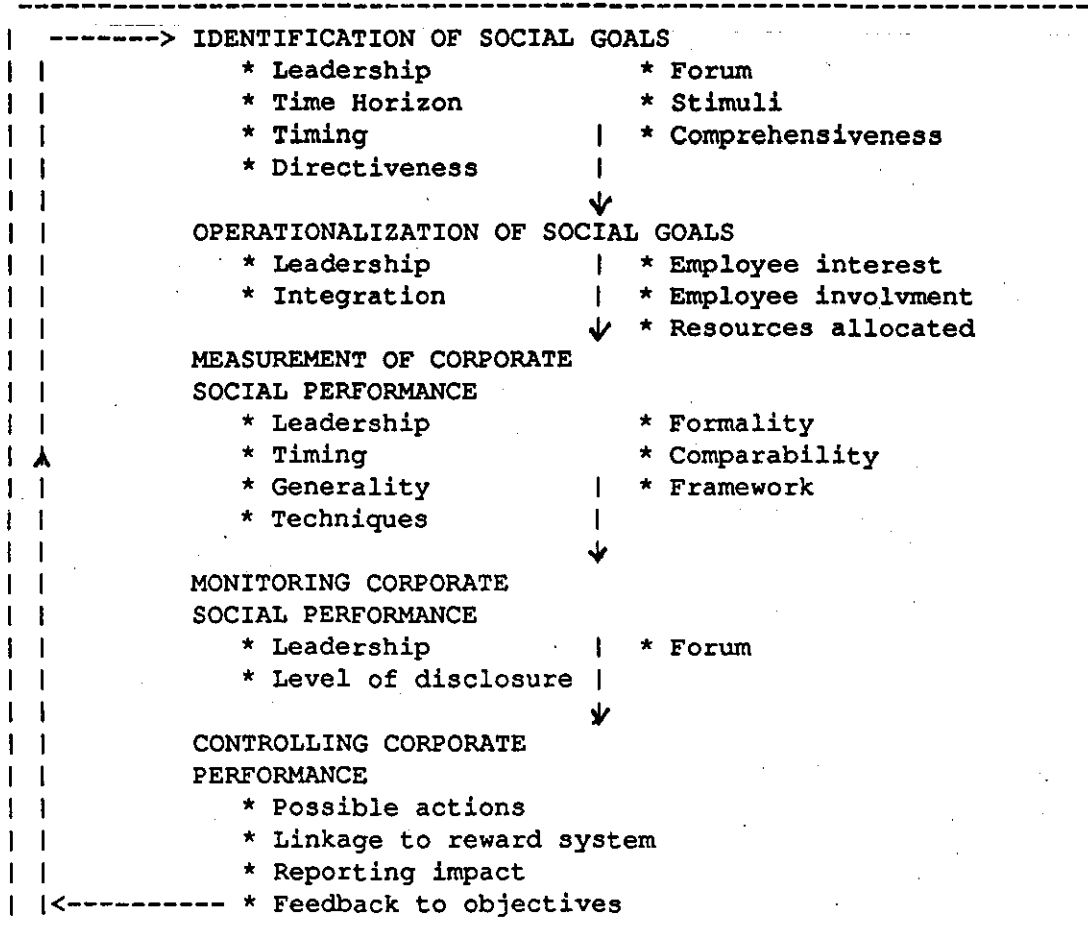 IDENTIFICATION OF SOCIAL GOALS
* Leadership * Forum
* Time Horizon * Stimuli
* Timing * Comprehensiveness
* Directiveness
OPERATIONALIZATION OF SOCIAL GOALS
* Leadership * Employee interest
* Integration * Employee involvment
* Resources allocated
MEASUREMENT OF CORPORATE
SOCIAL PERFORMANCE
* Leadership * Formality
* Timing * Comparability
* Generality * Framework
* Techniques
MONITORING CORPORATE
SOCIAL PERFORMANCE
* Leadership * Forum
* Level of disclosure
CONTROLLING CORPORATE
PERFORMANCE
* Possible actions
* Linkage to reward system
* Reporting impact
* Feedback to objectives